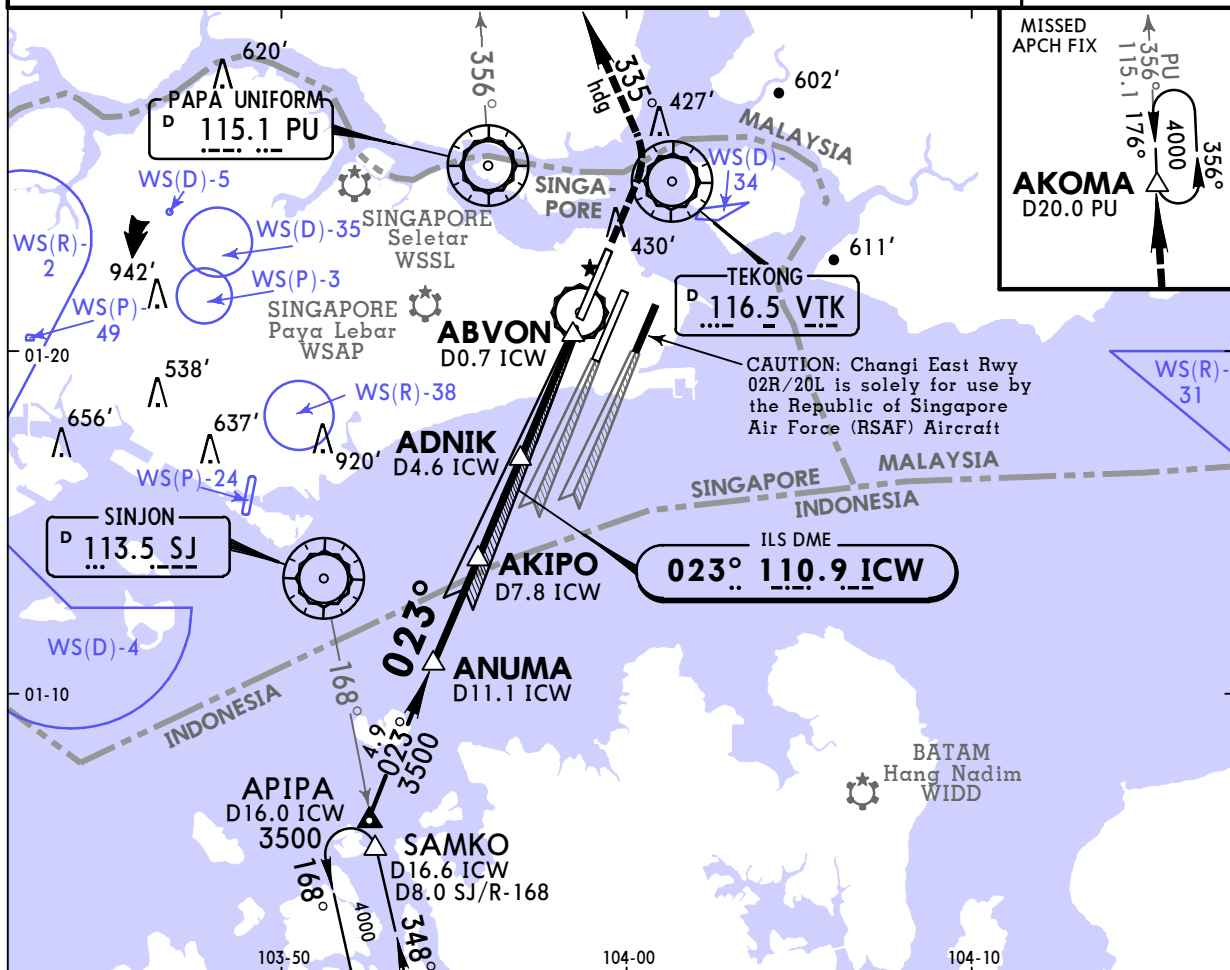 MISSED
APCH FIX
PU
115.1
356°
176°
4000
356°
AKOMA
D20.0 PU
620'
PAPA UNIFORM
D 115.1 PU
356°
335°
hdg
427'
602'
MALAYSIA
WS(D)-
34
SINGA-
PORE
WS(D)-5
WS(D)-35
SINGAPORE
Seletar
WSSL
WS(R)-
2
942'
WS(P)-3
WS(P)-
49
SINGAPORE
Paya Lebar
WSAP
430'
611'
TEKONG
D 116.5 VTK
ABVON
D0.7 ICW
01-20
CAUTION: Changi East Rwy
02R/20L is solely for use by
the Republic of Singapore
Air Force (RSAF) Aircraft
WS(R)-
31
538'
WS(R)-38
656'
637'
920'
ADNIK
D4.6 ICW
WS(P)-24
SINGAPORE
MALAYSIA
INDONESIA
SINJON
D 113.5 SJ
ILS DME
023° 110.9 ICW
AKIPO
D7.8 ICW
023°
WS(D)-4
168°
ANUMA
D11.1 ICW
01-10
INDONESIA
4.9
023°
3500
BATAM
Hang Nadim
WIDD
APIPA
D16.0 ICW
3500
SAMKO
D16.6 ICW
D8.0 SJ/R-168
168°
4000
348°
103-50
104-00
104-10